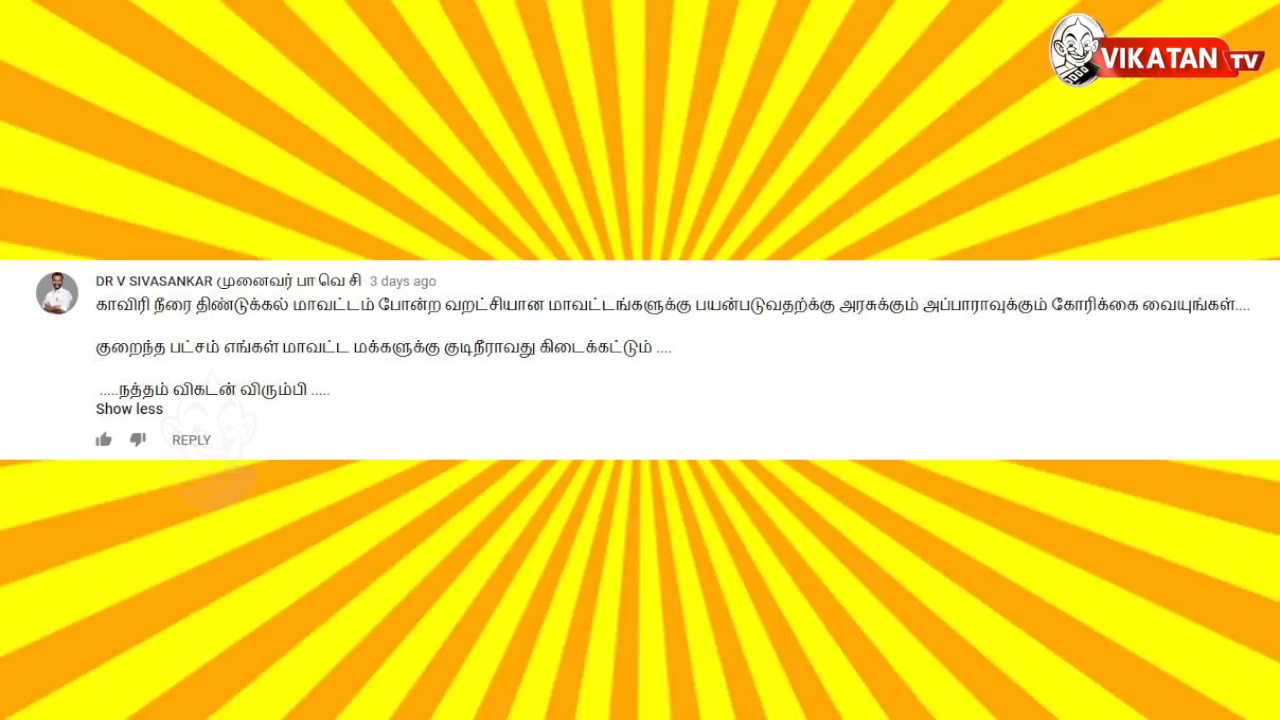 VIKATAN TV
DR V SIVASANKAR முனைவர் பா வெ சி 3 days ago
காவிரி நீரை திண்டுக்கல் மாவட்டம் போன்ற வறட்சியான மாவட்டங்களுக்கு பயன்படுவதற்க்கு அரசுக்கும் அப்பாராவுக்கும் கோரிக்கை வையுங்கள்....
குறைந்த பட்சம் எங்கள் மாவட்ட மக்களுக்கு குடிநீராவது கிடைக்கட்டும் ....
.....நத்தம் விகடன் விரும்பி .....
Show less
REPLY